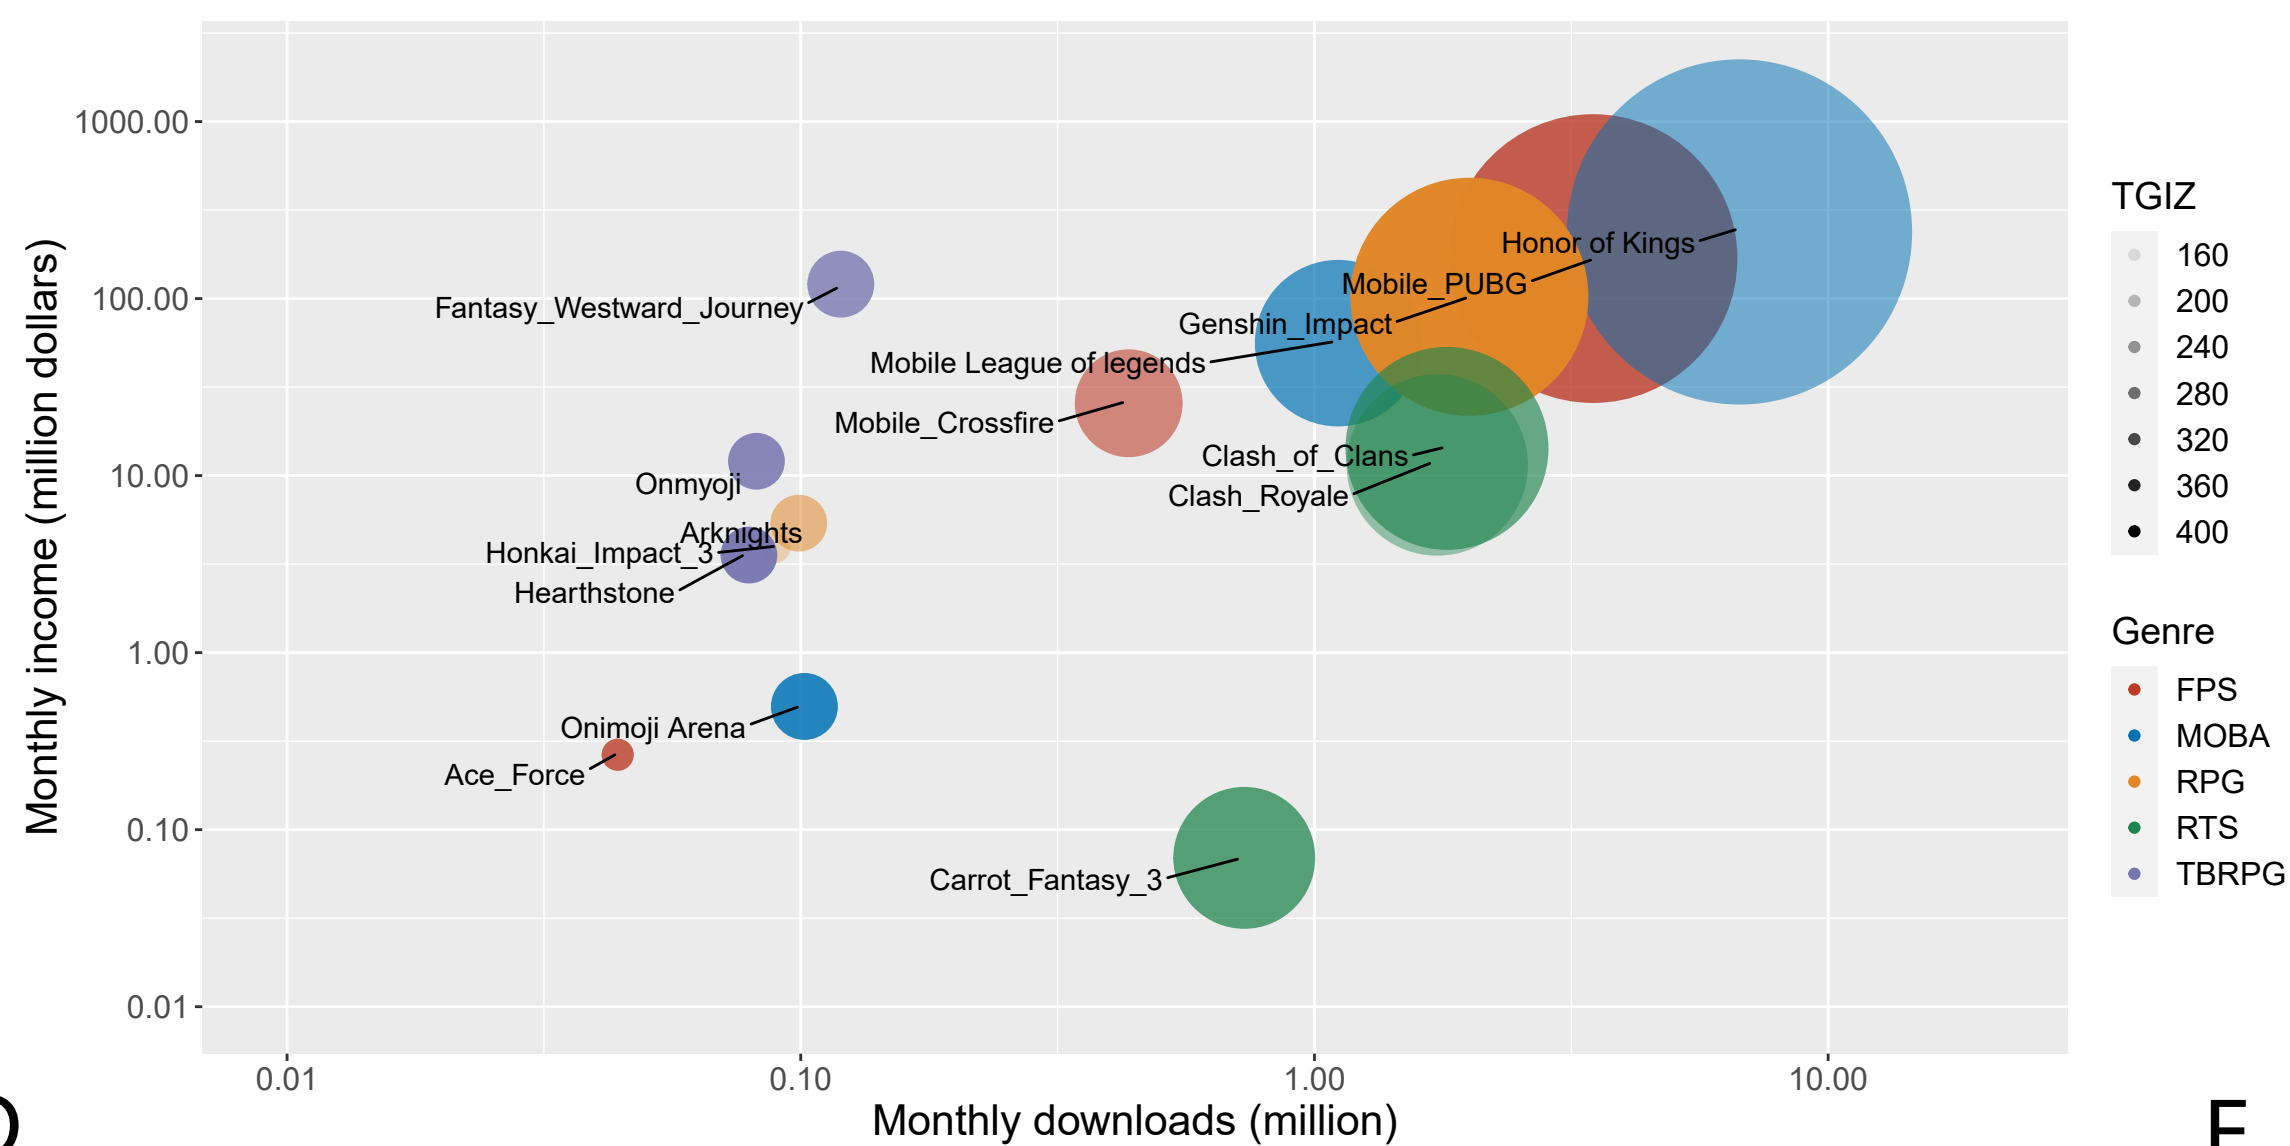 1000.00
100.00
10.00
1.00
0.10
0.01
Monthly income (million dollars)
Honor of Kings
Mobile_PUBG
Fantasy_Westward_Journey
Genshin_Impact
Mobile League of legends
Mobile_Crossfire
Clash_of_Clans
Onmyoji
Clash_Royale
Arknights
Honkai_Impact_3
Hearthstone
Onimoji Arena
Ace_Force
Carrot_Fantasy_3
0.01
0.10
1.00
10.00
Monthly downloads (million)
TGIZ
160
200
240
280
320
360
400
Genre
FPS
MOBA
RPG
RTS
TBRPG